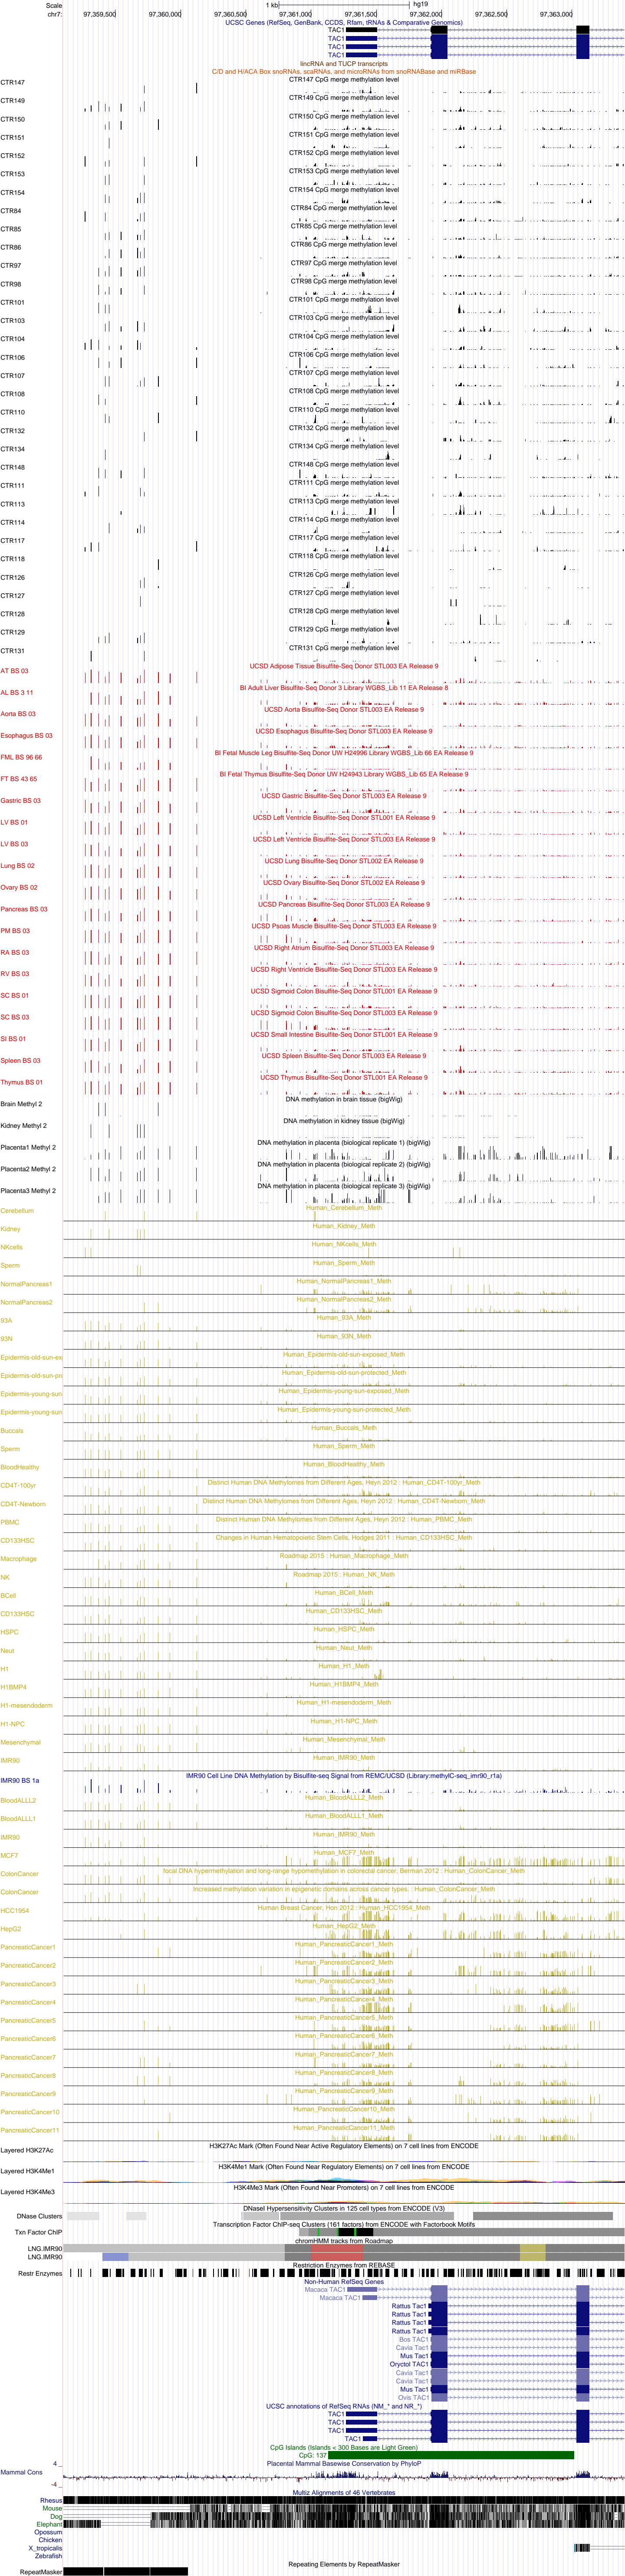 Scale 1 kb hg19
chr7: 97,359,500 97,360,000 97,360,500 97,361,000 97,361,500 97,362,000 97,362,500 97,363,000
UCSC Genes (RefSeq, GenBank, CCDS, Rfam, tRNAs & Comparative Genomics)
TAC1
TAC1
TAC1
TAC1
lincRNA and TUCP transcripts
C/D and H/ACA Box snoRNAs, scaRNAs, and microRNAs from snoRNABase and miRBase
CTR147 CTR147 CpG merge methylation level
CTR149 CTR149 CpG merge methylation level
CTR150 CTR150 CpG merge methylation level
CTR151 CTR151 CpG merge methylation level
CTR152 CTR152 CpG merge methylation level
CTR153 CTR153 CpG merge methylation level
CTR154 CTR154 CpG merge methylation level
CTR84 CTR84 CpG merge methylation level
CTR85 CTR85 CpG merge methylation level
CTR86 CTR86 CpG merge methylation level
CTR97 CTR97 CpG merge methylation level
CTR98 CTR98 CpG merge methylation level
CTR101 CTR101 CpG merge methylation level
CTR103 CTR103 CpG merge methylation level
CTR104 CTR104 CpG merge methylation level
CTR106 CTR106 CpG merge methylation level
CTR107 CTR107 CpG merge methylation level
CTR108 CTR108 CpG merge methylation level
CTR110 CTR110 CpG merge methylation level
CTR132 CTR132 CpG merge methylation level
CTR134 CTR134 CpG merge methylation level
CTR148 CTR148 CpG merge methylation level
CTR111 CTR111 CpG merge methylation level
CTR113 CTR113 CpG merge methylation level
CTR114 CTR114 CpG merge methylation level
CTR117 CTR117 CpG merge methylation level
CTR118 CTR118 CpG merge methylation level
CTR126 CTR126 CpG merge methylation level
CTR127 CTR127 CpG merge methylation level
CTR128 CTR128 CpG merge methylation level
CTR129 CTR129 CpG merge methylation level
CTR131 CTR131 CpG merge methylation level
AT BS 03 UCSD Adipose Tissue Bisulfite-Seq Donor STL003 EA Release 9
AL BS 3 11 BI Adult Liver Bisulfite-Seq Donor 3 Library WGBS_Lib 11 EA Release 8
Aorta BS 03 UCSD Aorta Bisulfite-Seq Donor STL003 EA Release 9
Esophagus BS 03 UCSD Esophagus Bisulfite-Seq Donor STL003 EA Release 9
FML BS 96 66 BI Fetal Muscle Leg Bisulfite-Seq Donor UW H24996 Library WGBS_Lib 66 EA Release 9
FT BS 43 65 BI Fetal Thymus Bisulfite-Seq Donor UW H24943 Library WGBS_Lib 65 EA Release 9
Gastric BS 03 UCSD Gastric Bisulfite-Seq Donor STL003 EA Release 9
LV BS 01 UCSD Left Ventricle Bisulfite-Seq Donor STL001 EA Release 9
LV BS 03 UCSD Left Ventricle Bisulfite-Seq Donor STL003 EA Release 9
Lung BS 02 UCSD Lung Bisulfite-Seq Donor STL002 EA Release 9
Ovary BS 02 UCSD Ovary Bisulfite-Seq Donor STL002 EA Release 9
Pancreas BS 03 UCSD Pancreas Bisulfite-Seq Donor STL003 EA Release 9
PM BS 03 UCSD Psoas Muscle Bisulfite-Seq Donor STL003 EA Release 9
RA BS 03 UCSD Right Atrium Bisulfite-Seq Donor STL003 EA Release 9
RV BS 03 UCSD Right Ventricle Bisulfite-Seq Donor STL003 EA Release 9
SC BS 01 UCSD Sigmoid Colon Bisulfite-Seq Donor STL001 EA Release 9
SC BS 03 UCSD Sigmoid Colon Bisulfite-Seq Donor STL003 EA Release 9
SI BS 01 UCSD Small Intestine Bisulfite-Seq Donor STL001 EA Release 9
Spleen BS 03 UCSD Spleen Bisulfite-Seq Donor STL003 EA Release 9
Thymus BS 01 UCSD Thymus Bisulfite-Seq Donor STL001 EA Release 9
Brain Methyl 2 DNA methylation in brain tissue (bigWig)
Kidney Methyl 2 DNA methylation in kidney tissue (bigWig)
Placenta1 Methyl 2 DNA methylation in placenta (biological replicate 1) (bigWig)
Placenta2 Methyl 2 DNA methylation in placenta (biological replicate 2) (bigWig)
Placenta3 Methyl 2 DNA methylation in placenta (biological replicate 3) (bigWig)
Cerebellum Human_Cerebellum_Meth
Kidney Human_Kidney_Meth
NKcells Human_NKcells_Meth
Sperm Human_Sperm_Meth
NormalPancreas1 Human_NormalPancreas1_Meth
NormalPancreas2 Human_NormalPancreas2_Meth
93A Human_93A_Meth
93N Human_93N_Meth
Epidermis-old-sun-ex Human_Epidermis-old-sun-exposed_Meth
Epidermis-old-sun-pr Human_Epidermis-old-sun-protected_Meth
Epidermis-young-sun Human_Epidermis-young-sun-exposed_Meth
Epidermis-young-sun Human_Epidermis-young-sun-protected_Meth
Buccals Human_Buccals_Meth
Sperm Human_Sperm_Meth
BloodHealthy Human_BloodHealthy_Meth
CD4T-100yr Distinct Human DNA Methylomes from Different Ages, Heyn 2012 : Human_CD4T-100yr_Meth
CD4T-Newborn Distinct Human DNA Methylomes from Different Ages, Heyn 2012 : Human_CD4T-Newborn_Meth
PBMC Distinct Human DNA Methylomes from Different Ages, Heyn 2012 : Human_PBMC_Meth
CD133HSC Changes in Human Hematopoietic Stem Cells, Hodges 2011 : Human_CD133HSC_Meth
Macrophage Roadmap 2015 : Human_Macrophage_Meth
NK Roadmap 2015 : Human_NK_Meth
BCell Human_BCell_Meth
CD133HSC Human_CD133HSC_Meth
HSPC Human_HSPC_Meth
Neut Human_Neut_Meth
H1 Human_H1_Meth
H1BMP4 Human_H1BMP4_Meth
H1-mesendoderm Human_H1-mesendoderm_Meth
H1-NPC Human_H1-NPC_Meth
Mesenchymal Human_Mesenchymal_Meth
IMR90 Human_IMR90_Meth
IMR90 BS 1a IMR90 Cell Line DNA Methylation by Bisulfite-seq Signal from REMC/UCSD (Library:methylC-seq_imr90_r1a)
BloodALLL2 Human_BloodALLL2_Meth
BloodALLL1 Human_BloodALLL1_Meth
IMR90 Human_IMR90_Meth
MCF7 Human_MCF7_Meth
ColonCancer focal DNA hypermethylation and long-range hypomethylation in colorectal cancer, Berman 2012 : Human_ColonCancer_Meth
ColonCancer Increased methylation variation in epigenetic domains across cancer types. : Human_ColonCancer_Meth
HCC1954 Human Breast Cancer, Hon 2012 : Human_HCC1954_Meth
HepG2 Human_HepG2_Meth
PancreaticCancer1 Human_PancreaticCancer1_Meth
PancreaticCancer2 Human_PancreaticCancer2_Meth
PancreaticCancer3 Human_PancreaticCancer3_Meth
PancreaticCancer4 Human_PancreaticCancer4_Meth
PancreaticCancer5 Human_PancreaticCancer5_Meth
PancreaticCancer6 Human_PancreaticCancer6_Meth
PancreaticCancer7 Human_PancreaticCancer7_Meth
PancreaticCancer8 Human_PancreaticCancer8_Meth
PancreaticCancer9 Human_PancreaticCancer9_Meth
PancreaticCancer10 Human_PancreaticCancer10_Meth
PancreaticCancer11 Human_PancreaticCancer11_Meth
Layered H3K27Ac H3K27Ac Mark (Often Found Near Active Regulatory Elements) on 7 cell lines from ENCODE
Layered H3K4Me1 H3K4Me1 Mark (Often Found Near Regulatory Elements) on 7 cell lines from ENCODE
Layered H3K4Me3 H3K4Me3 Mark (Often Found Near Promoters) on 7 cell lines from ENCODE
DNaseI Hypersensitivity Clusters in 125 cell types from ENCODE (V3)
DNase Clusters
Transcription Factor ChIP-seq Clusters (161 factors) from ENCODE with Factorbook Motifs
Txn Factor ChIP
chromHMM tracks from Roadmap
LNG.IMR90
LNG.IMR90
Restriction Enzymes from REBASE
Restr Enzymes
Non-Human RefSeq Genes
Macaca TAC1
Macaca TAC1
Rattus Tac1
Rattus Tac1
Rattus Tac1
Rattus Tac1
Bos TAC1
Cavia Tac1
Mus Tac1
Oryctol TAC1
Cavia Tac1
Cavia Tac1
Mus Tac1
Ovis TAC1
UCSC annotations of RefSeq RNAs (NM_* and NR_*)
TAC1
TAC1
TAC1
TAC1
CpG Islands (Islands < 300 Bases are Light Green)
CpG: 137
Placental Mammal Basewise Conservation by PhyloP
4 _
Mammal Cons
-4 _
Multiz Alignments of 46 Vertebrates
Rhesus
Mouse
Dog
Elephant
Opossum
Chicken
X_tropicalis
Zebrafish
Repeating Elements by RepeatMasker
RepeatMasker